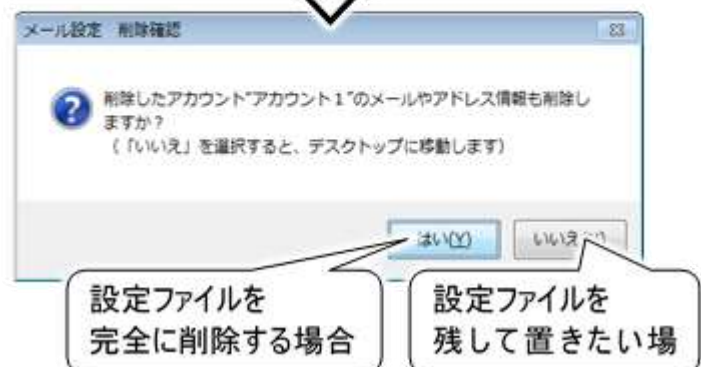 メール設定 削除確認
削除したアカウント"アカウント1"のメールやアドレス情報も削除し
ますか？
（「いいえ」を選択すると、デスクトップに移動します）
はい(Y) いいえ
設定ファイルを
完全に削除する場合
設定ファイルを
残して置きたい場